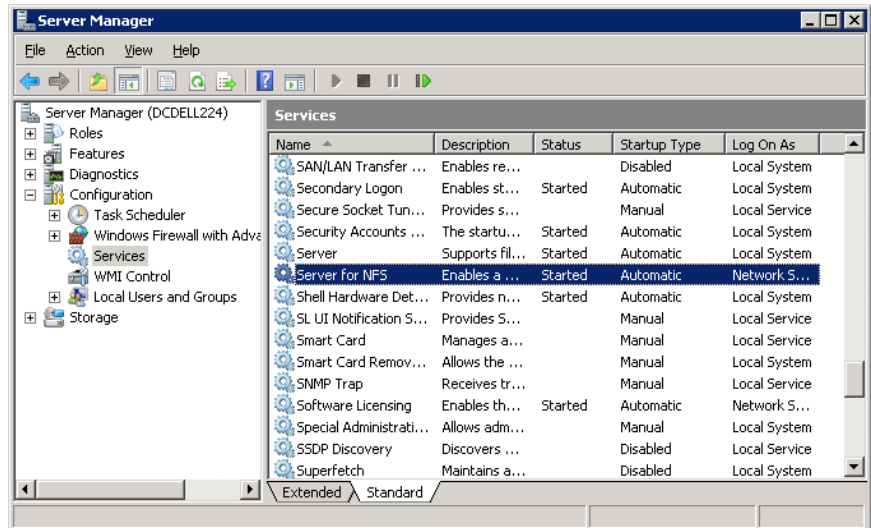 Server Manager
File Action View Help
Server Manager (DCDELL224)
Roles
Features
Diagnostics
Configuration
Task Scheduler
Windows Firewall with Adva
Services
WMI Control
Local Users and Groups
Storage
Services
Name Description Status Startup Type Log On As
SAN/LAN Transfer ... Enables re... Disabled Local System
Secondary Logon Enables st... Started Automatic Local System
Secure Socket Tun... Provides s... Manual Local Service
Security Accounts ... The startu... Started Automatic Local System
Server Supports fil... Started Automatic Local System
Server for NFS Enables a ... Started Automatic Network S...
Shell Hardware Det... Provides n... Started Automatic Local System
SL UI Notification S... Provides S... Manual Local Service
Smart Card Manages a... Manual Local Service
Smart Card Remov... Allows the ... Manual Local System
SNMP Trap Receives tr... Manual Local Service
Software Licensing Enables th... Started Automatic Network S...
Special Administrati... Allows adm... Manual Local System
SSDP Discovery Discovers ... Disabled Local Service
Superfetch Maintains a... Disabled Local System
Extended Standard